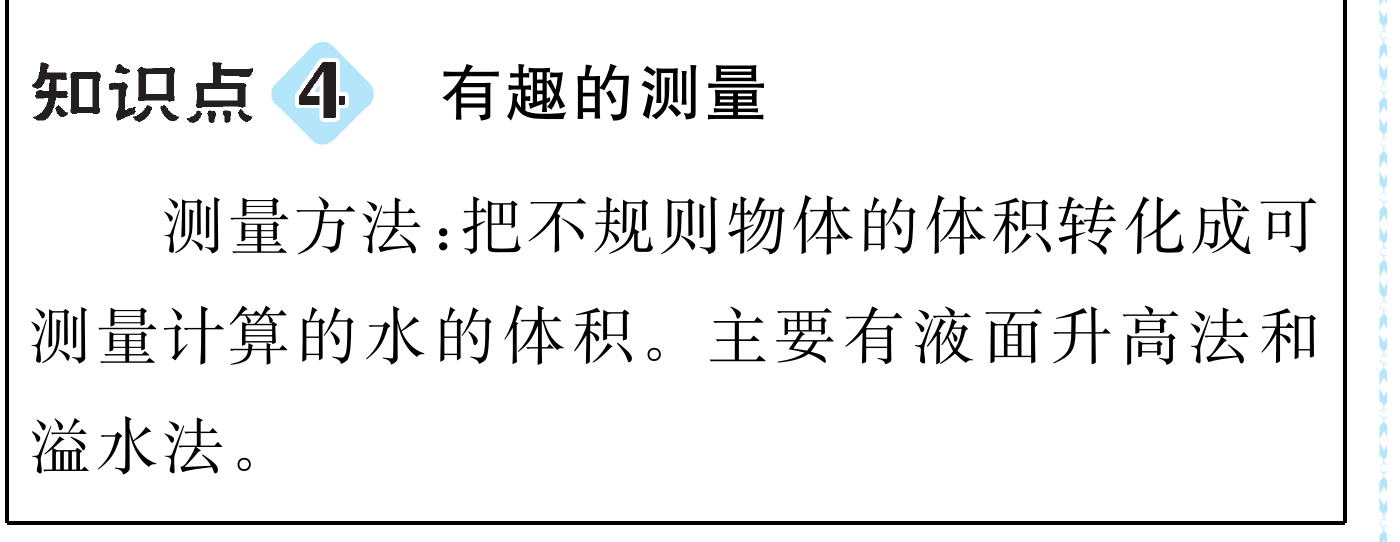 知识点4 有趣的测量
测量方法:把不规则物体的体积转化成可
测量计算的水的体积。主要有液面升高法和
溢水法。